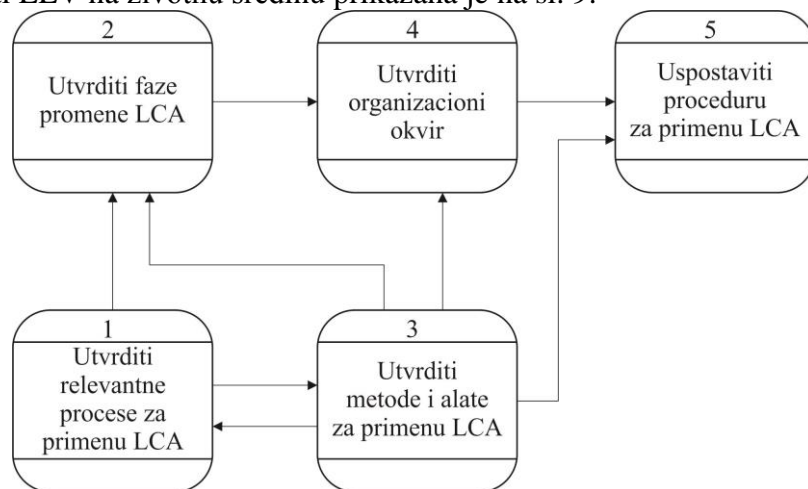 na životnu sredinu prikazana je na sl. 9.
2
Utvrditi faze
promene LCA
4
Utvrditi
organizacioni
okvir
5
Uspostaviti
proceduru
za primenu LCA
1
Utvrditi
relevantne
procese za
primenu LCA
3
Utvrditi
metode i alate
za primenu LCA